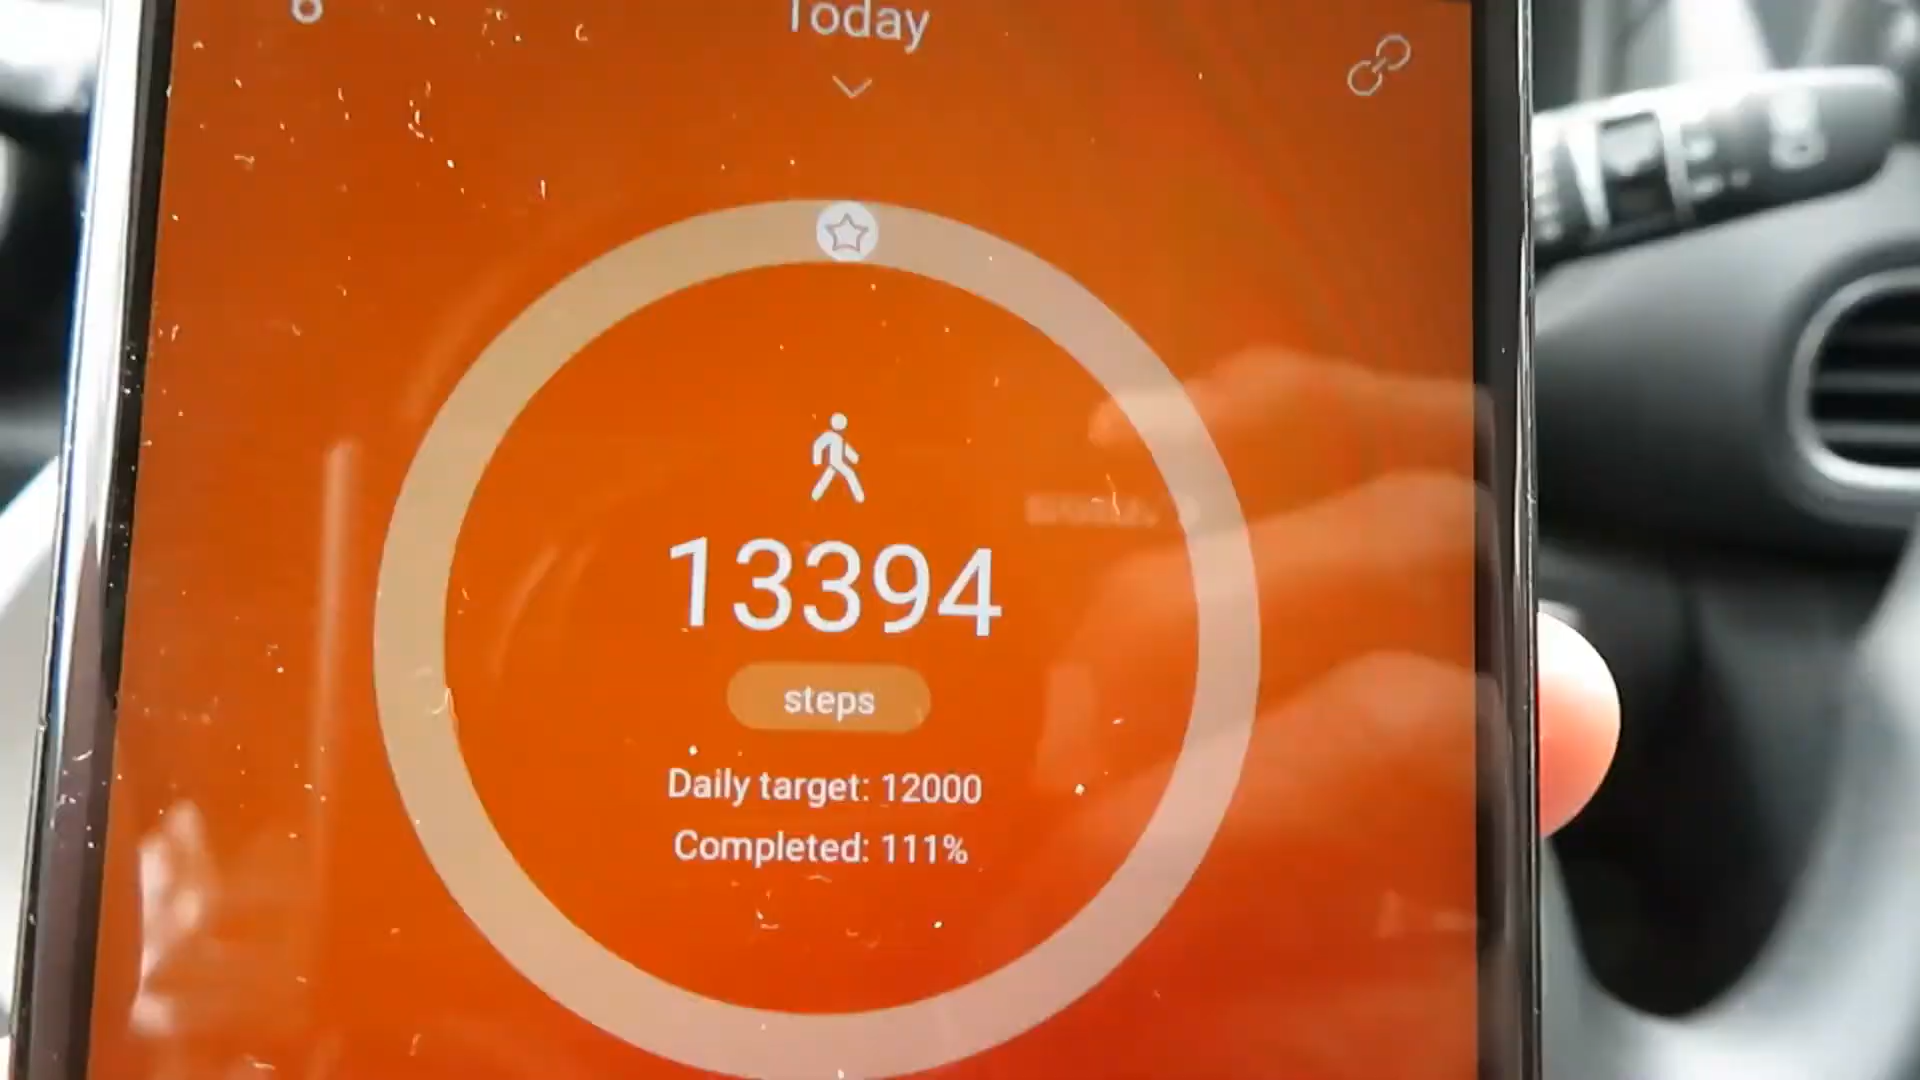 Today
13394
steps
Daily target: 12000
Completed: 111%